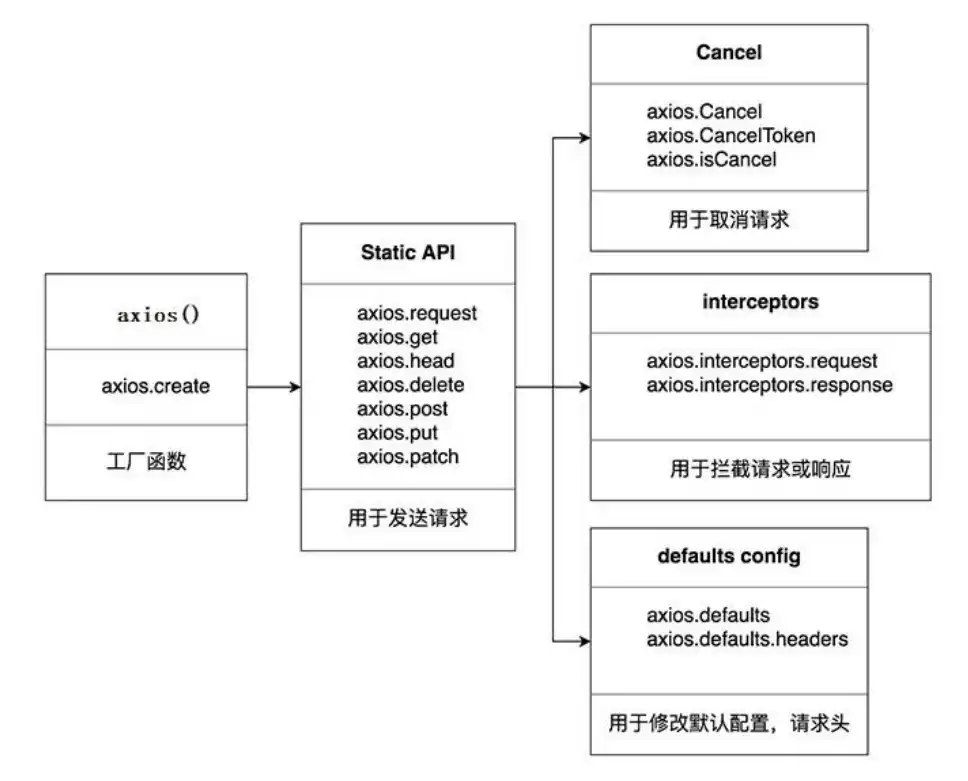 axios()
axios.create
工厂函数
Static API
axios.request
axios.get
axios.head
axios.delete
axios.post
axios.put
axios.patch
用于发送请求
Cancel
axios.Cancel
axios.CancelToken
axios.isCancel
用于取消请求
interceptors
axios.interceptors.request
axios.interceptors.response
用于拦截请求或响应
defaults config
axios.defaults
axios.defaults.headers
用于修改默认配置，请求头